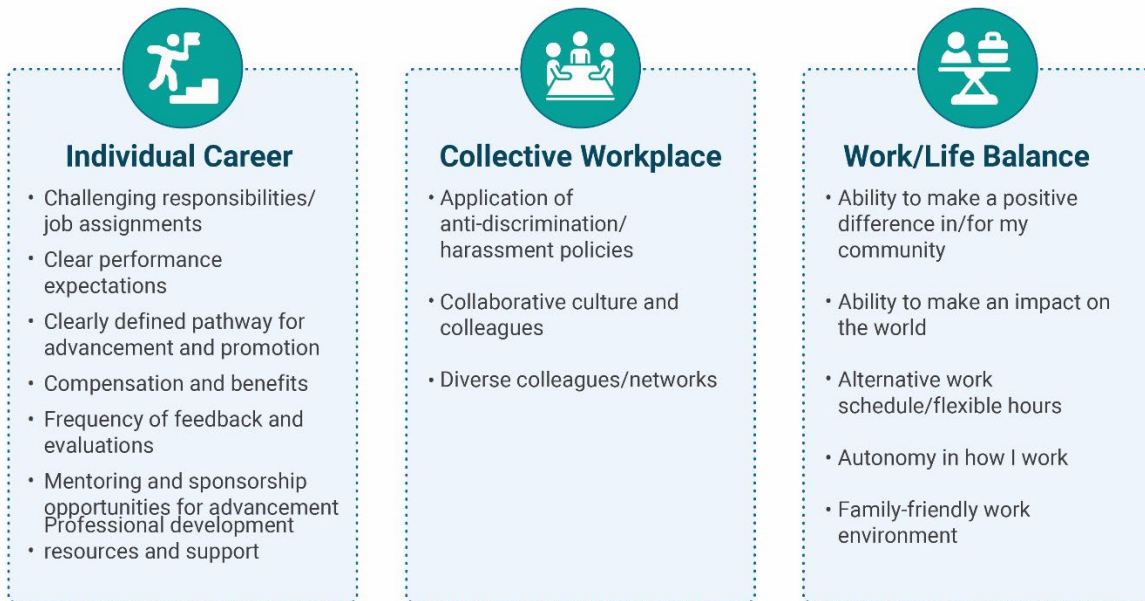 Individual Career
• Challenging responsibilities/
job assignments
• Clear performance
expectations
• Clearly defined pathway for
advancement and promotion
• Compensation and benefits
• Frequency of feedback and
evaluations
• Mentoring and sponsorship
opportunities for advancement
Professional development
• resources and support
Collective Workplace
• Application of
anti-discrimination/
harassment policies
• Collaborative culture and
colleagues
• Diverse colleagues/networks
Work/Life Balance
• Ability to make a positive
difference in/for my
community
• Ability to make an impact on
the world
• Alternative work
schedule/flexible hours
• Autonomy in how I work
• Family-friendly work
environment